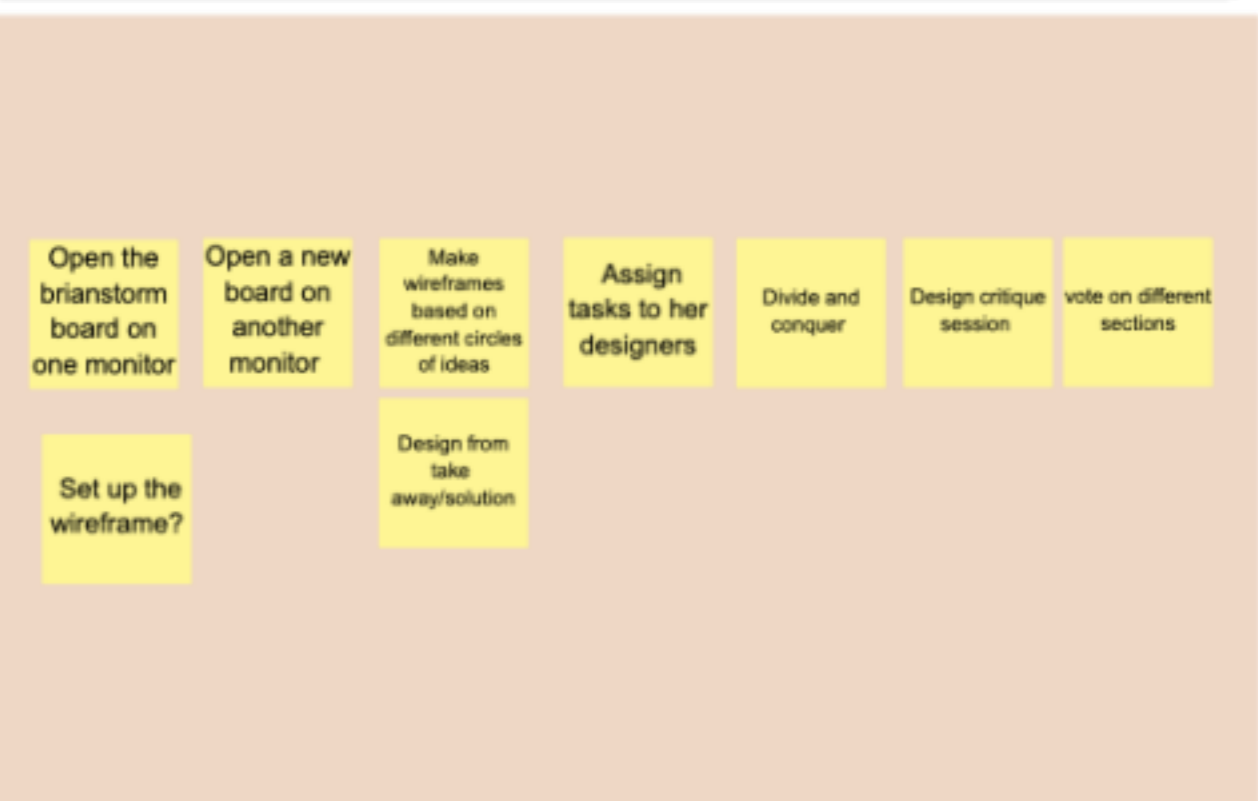 Open the
brianstorm
board on
one monitor
Open a new
board on
another
monitor
Make
wireframes
based on
different circles
of ideas
Assign
tasks to her
designers
Divide and
conquer
Design critique
session
vote on different
sections
Set up the
wireframe?
Design from
take
away/solution